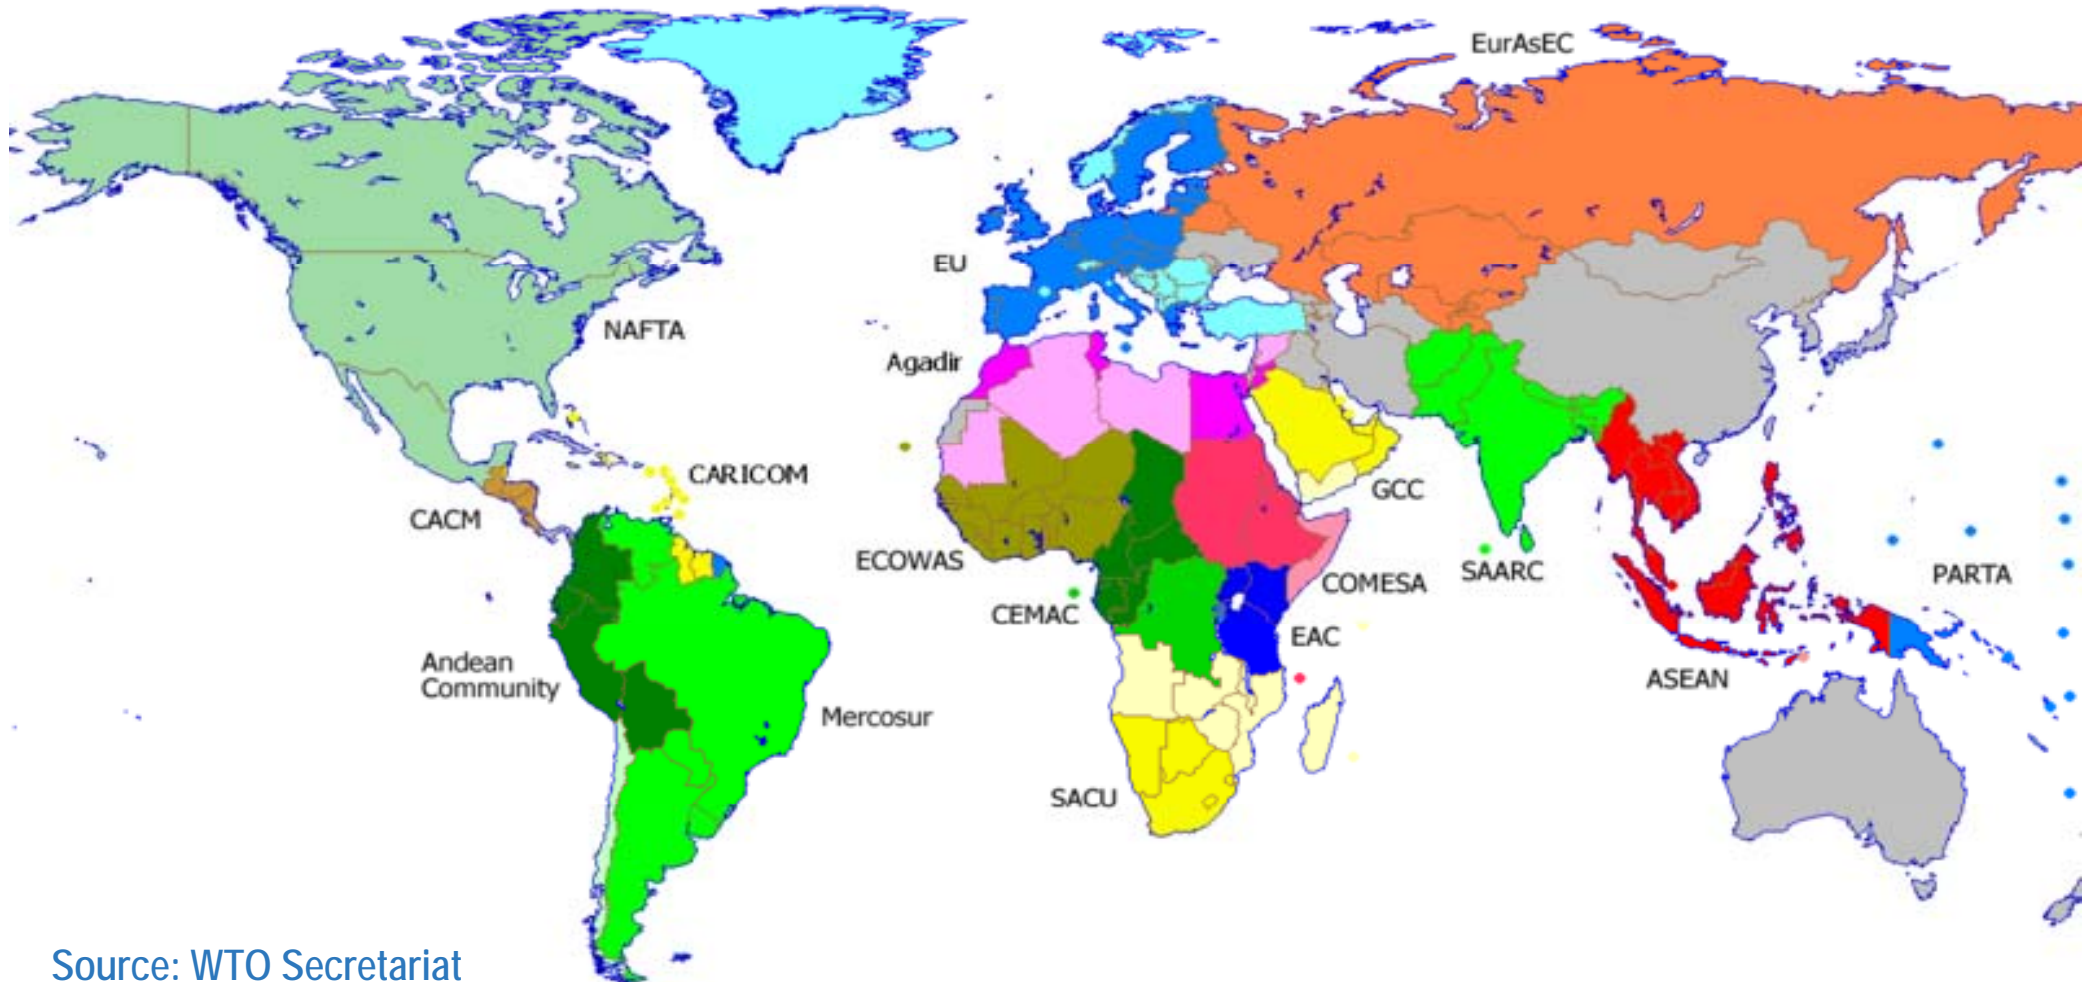 EurAsEC
EU
NAFTA
Agadir
CARICOM
CACM
GCC
ECOWAS
COMESA
SAARC
PARTA
CEMAC
EAC
Andean
Community
ASEAN
Mercosur
SACU
Source: WTO Secretariat